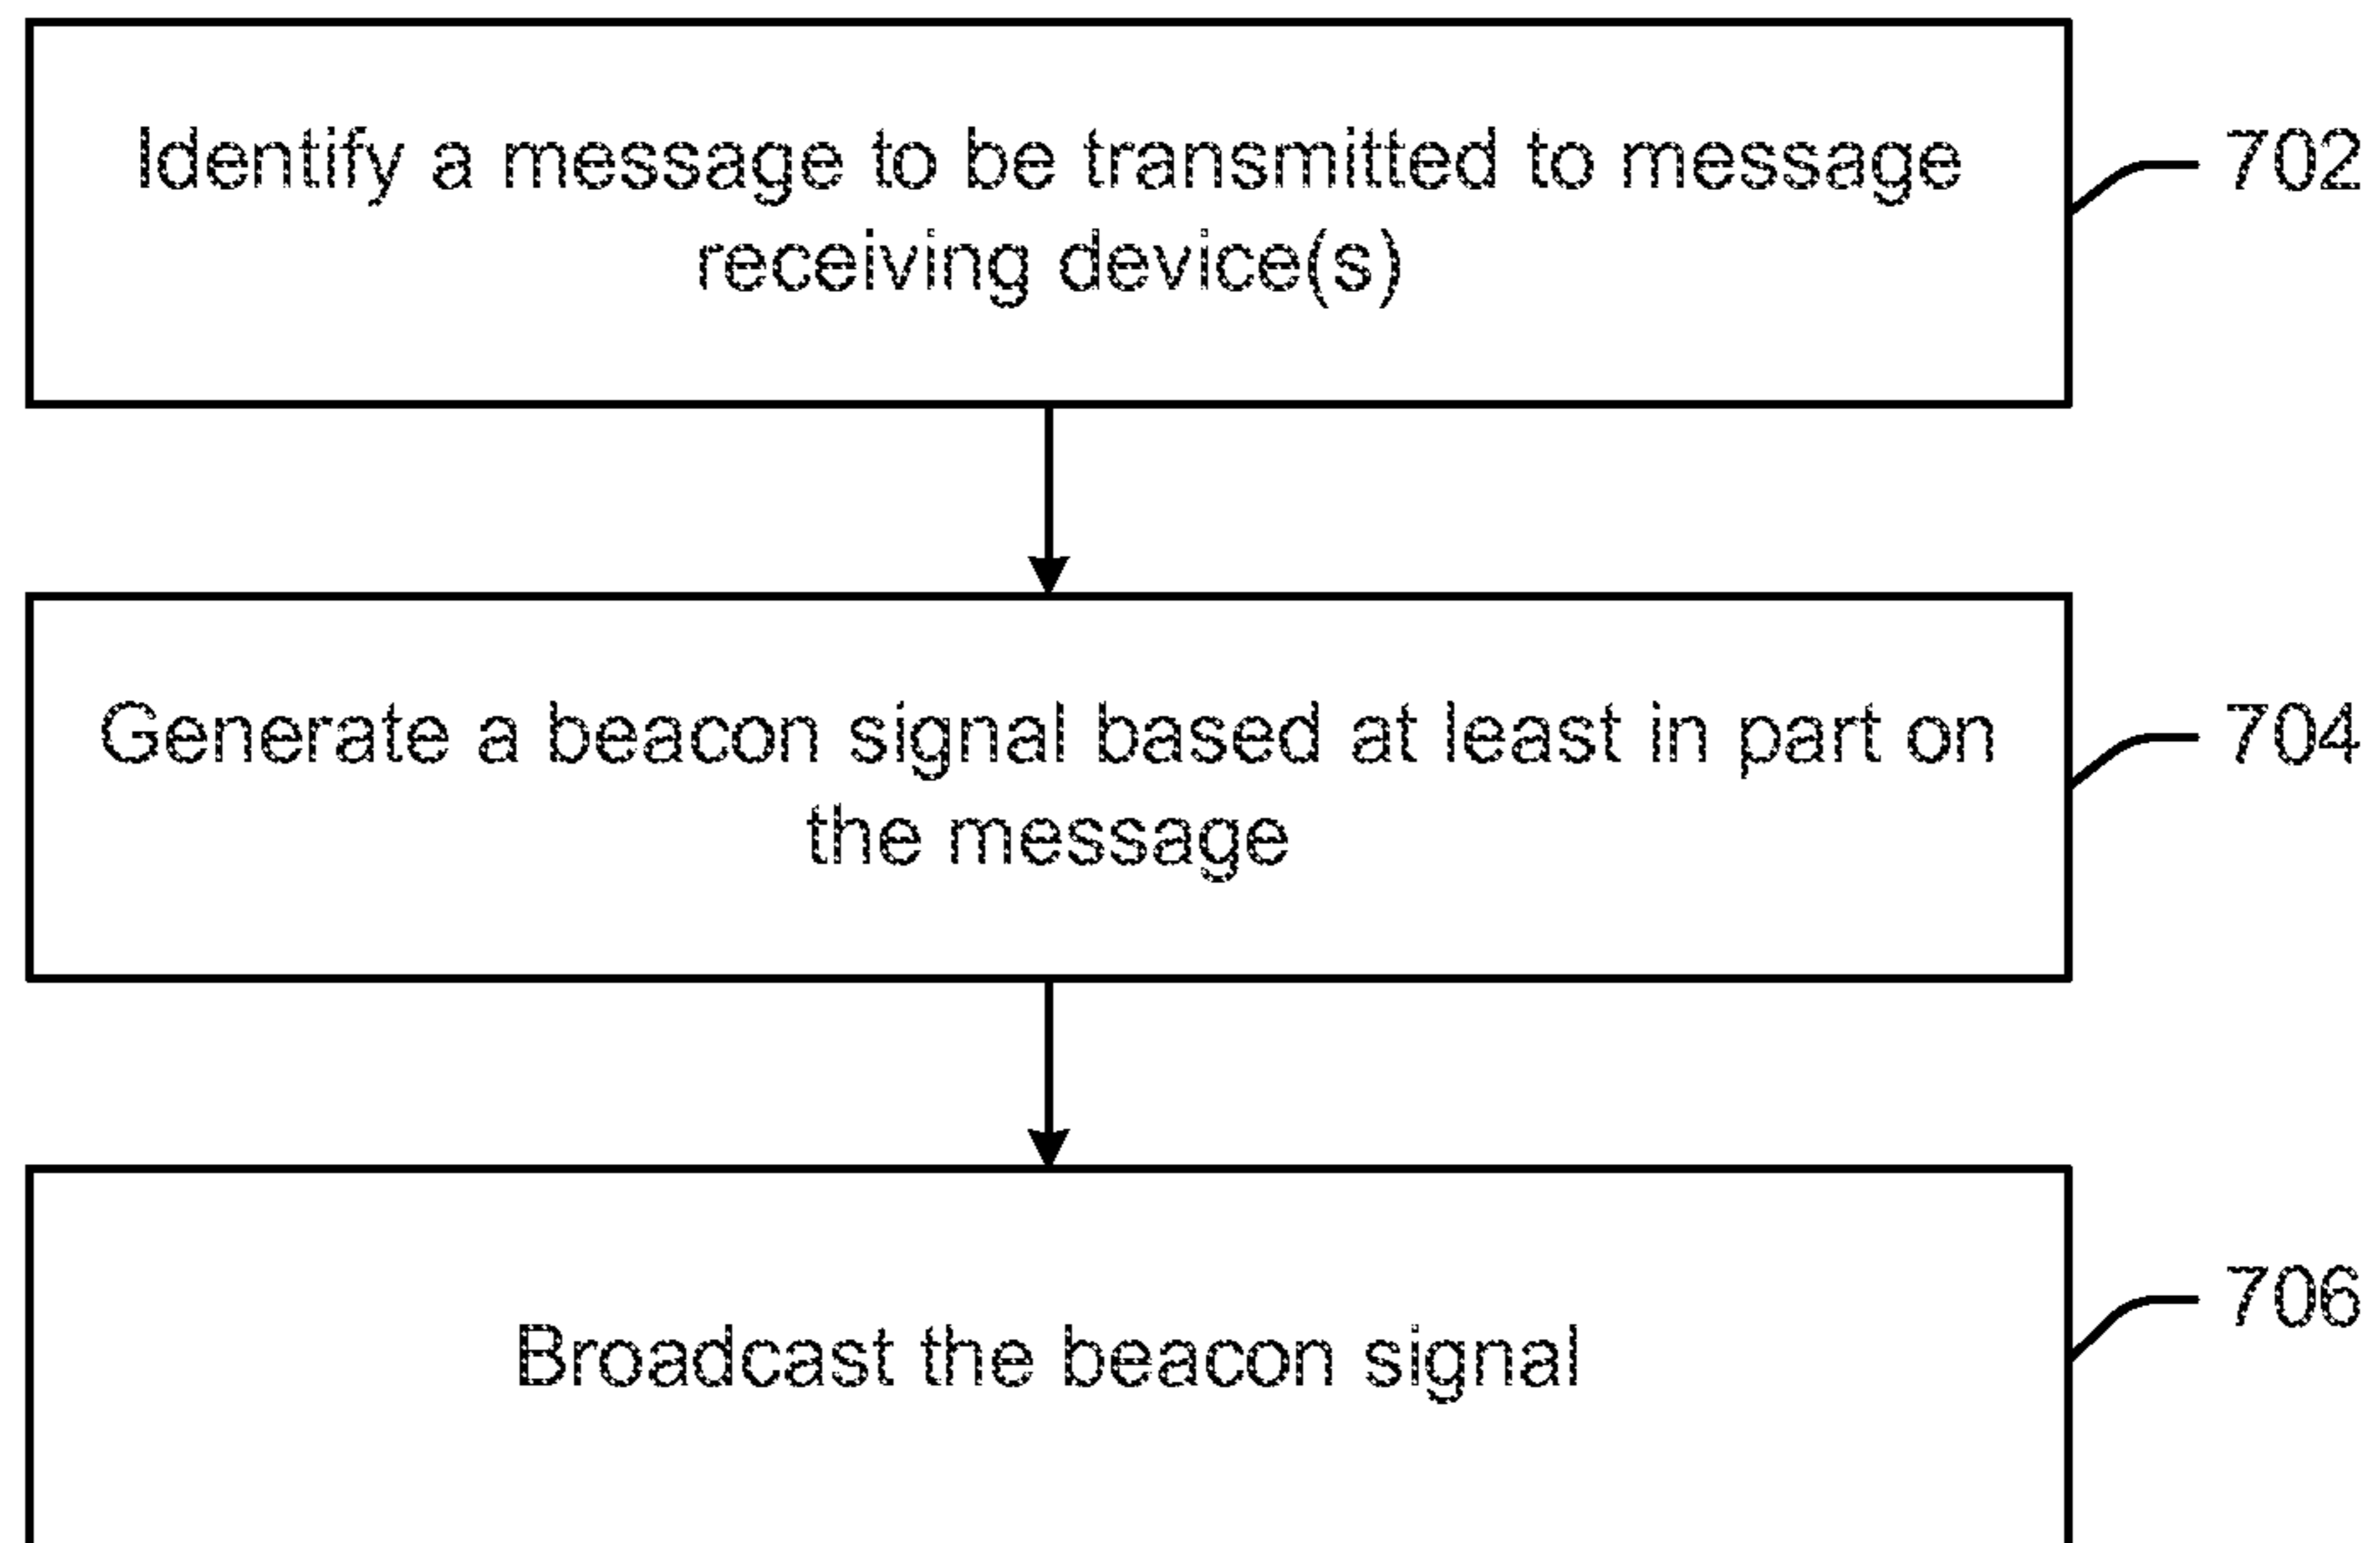 Identify a message to be transmitted to message
receiving device(s)
702
Generate a beacon signal based at least in part on
the message
704
Broadcast the beacon signal
706